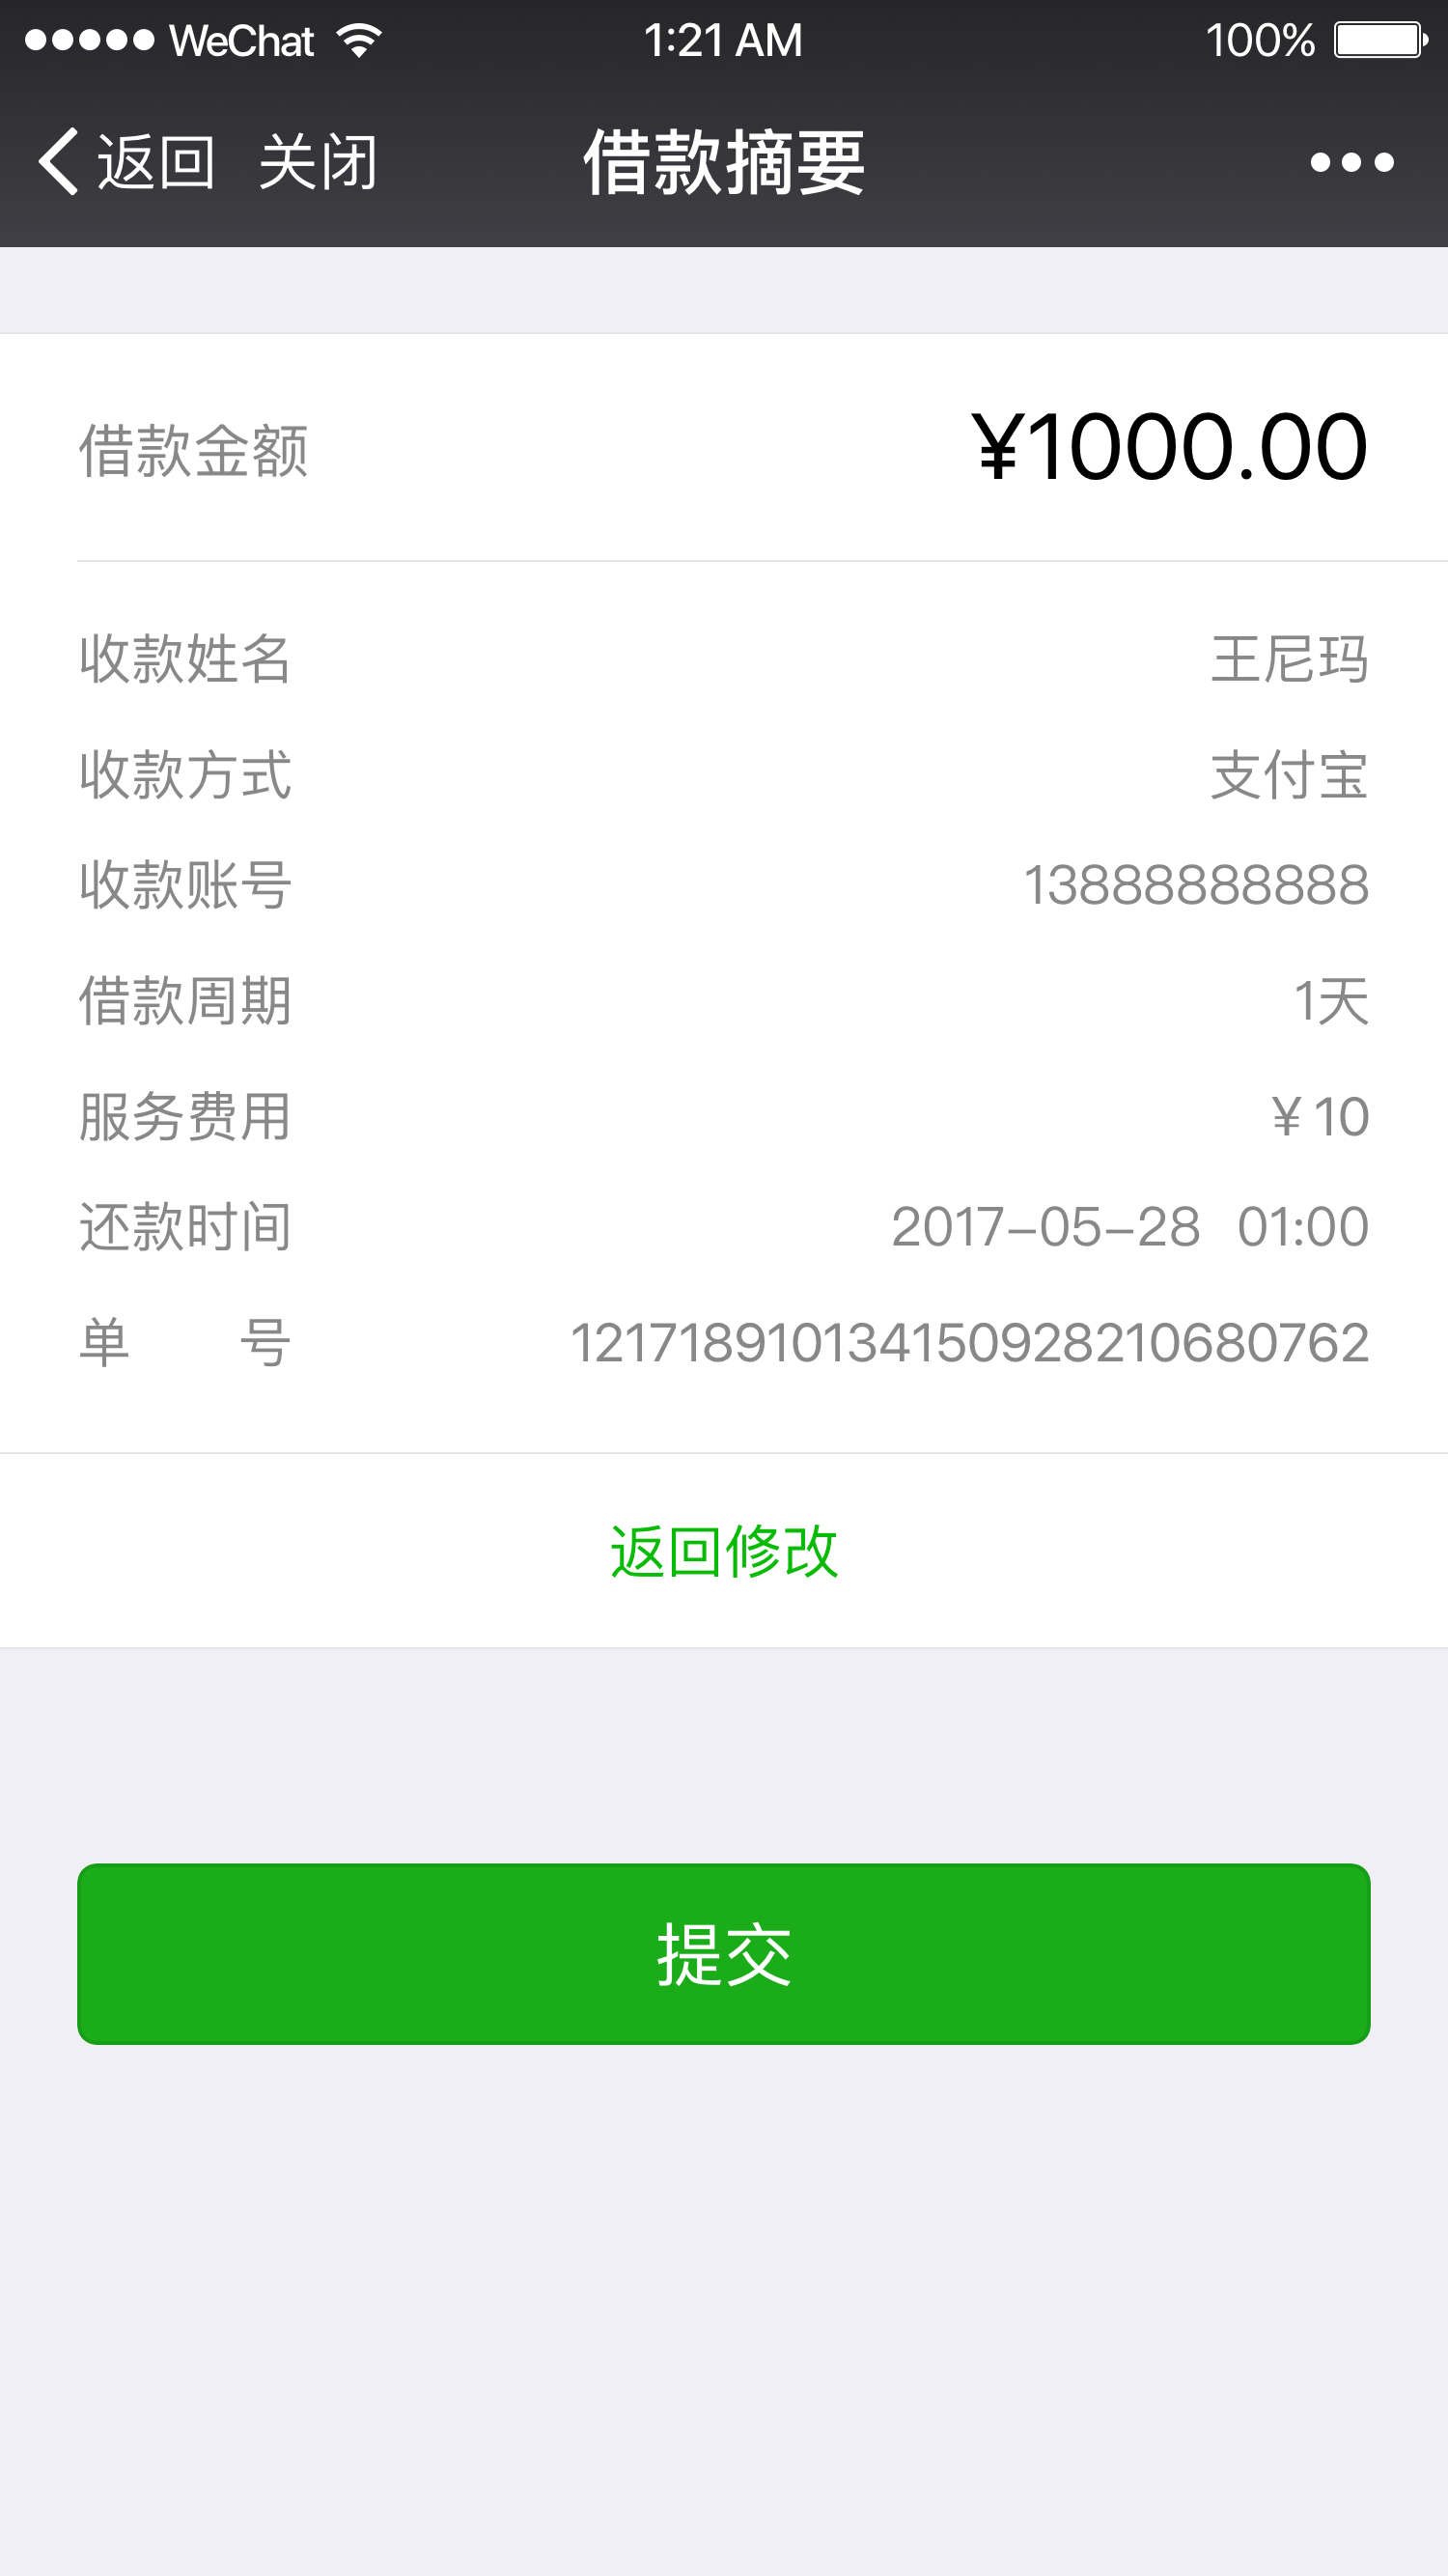 WeChat 1:21 AM 100%
返回 关闭 借款摘要
借款金额 ¥1000.00
收款姓名 王尼玛
收款方式 支付宝
收款账号 13888888888
借款周期 1天
服务费用 ¥ 10
还款时间 2017-05-28 01:00
单 号 121718910134150928210680762
返回修改
提交